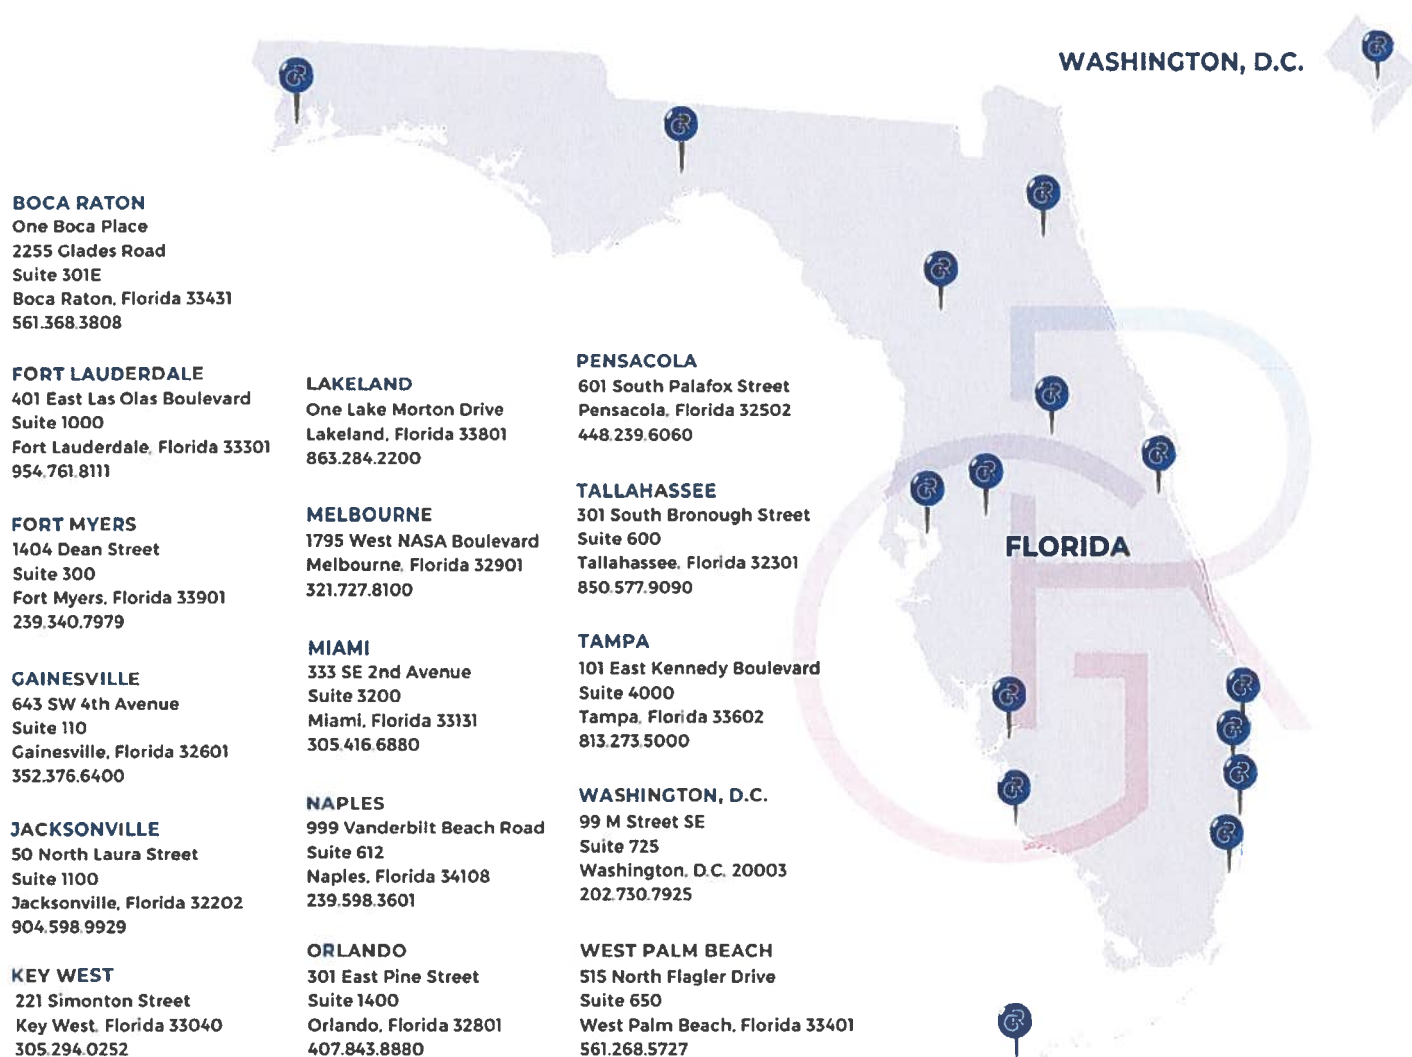 WASHINGTON, D.C.
BOCA RATON
One Boca Place
2255 Glades Road
Suite 301E
Boca Raton, Florida 33431
561.368.3808
FORT LAUDERDALE
401 East Las Olas Boulevard
Suite 1000
Fort Lauderdale, Florida 33301
954.761.8111
FORT MYERS
1404 Dean Street
Suite 300
Fort Myers, Florida 33901
239.340.7979
GAINESVILLE
643 SW 4th Avenue
Suite 110
Gainesville, Florida 32601
352.376.6400
JACKSONVILLE
50 North Laura Street
Suite 1100
Jacksonville, Florida 32202
904.598.9929
KEY WEST
221 Simonton Street
Key West, Florida 33040
305.294.0252
LAKELAND
One Lake Morton Drive
Lakeland, Florida 33801
863.284.2200
MELBOURNE
1795 West NASA Boulevard
Melbourne, Florida 32901
321.727.8100
MIAMI
333 SE 2nd Avenue
Suite 3200
Miami, Florida 33131
305.416.6880
NAPLES
999 Vanderbilt Beach Road
Suite 612
Naples, Florida 34108
239.598.3601
ORLANDO
301 East Pine Street
Suite 1400
Orlando, Florida 32801
407.843.8880
PENSACOLA
601 South Palafox Street
Pensacola, Florida 32502
448.239.6060
TALLAHASSEE
301 South Bronough Street
Suite 600
Tallahassee, Florida 32301
850.577.9090
TAMPA
101 East Kennedy Boulevard
Suite 4000
Tampa, Florida 33602
813.273.5000
WASHINGTON, D.C.
99 M Street SE
Suite 725
Washington, D.C. 20003
202.730.7925
WEST PALM BEACH
515 North Flagler Drive
Suite 650
West Palm Beach, Florida 33401
561.268.5727
FLORIDA